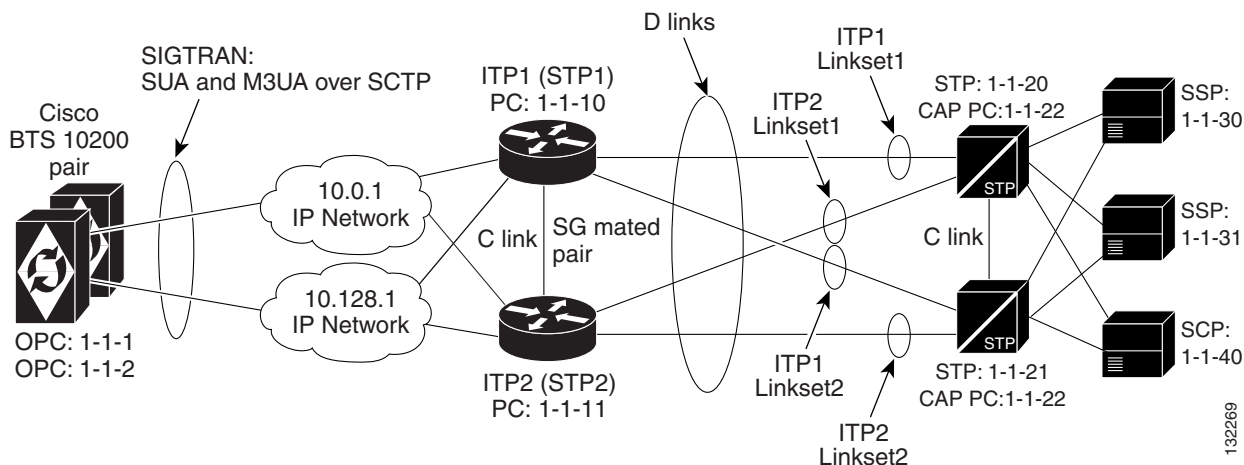 D links
SIGTRAN:
SUA and M3UA over SCTP
ITP1
Linkset1
ITP1 (STP1)
PC: 1-1-10
ITP2
Linkset1
STP: 1-1-20
CAP PC:1-1-22
SSP:
1-1-30
Cisco
BTS 10200
pair
10.0.1
IP Network
STP
C link
SG mated
pair
C link
SSP:
1-1-31
10.128.1
IP Network
STP
SCP:
1-1-40
OPC: 1-1-1
OPC: 1-1-2
ITP2 (STP2)
PC: 1-1-11
ITP1
Linkset2
STP: 1-1-21
CAP PC:1-1-22
ITP2
Linkset2
132269